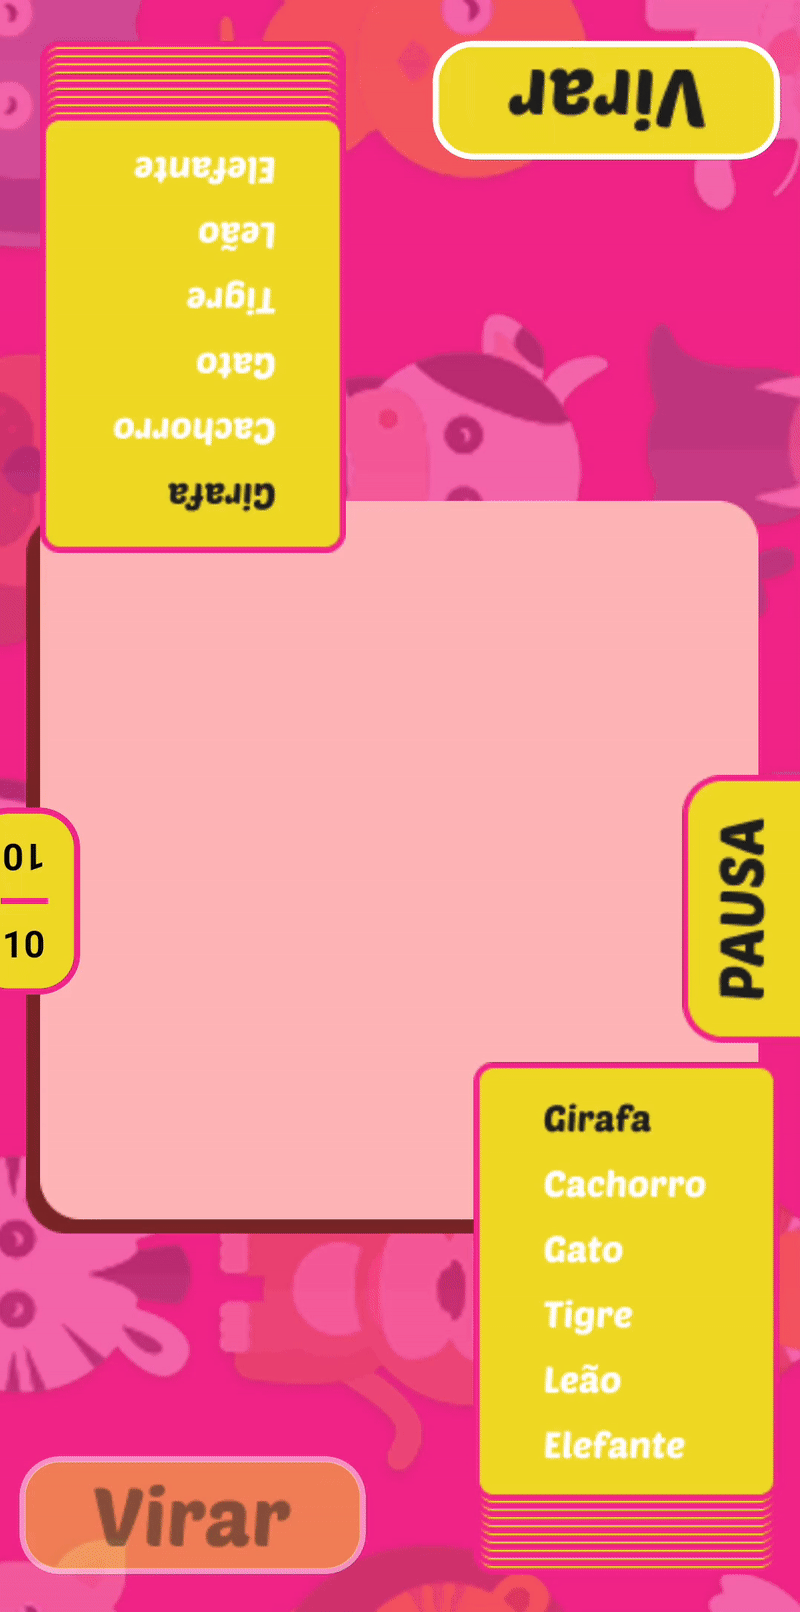 Virar
Elefante
Leão
Tigre
Gato
Cachorro
Girafa
10
10
PAUSA
Girafa
Cachorro
Gato
Tigre
Leão
Elefante
Virar